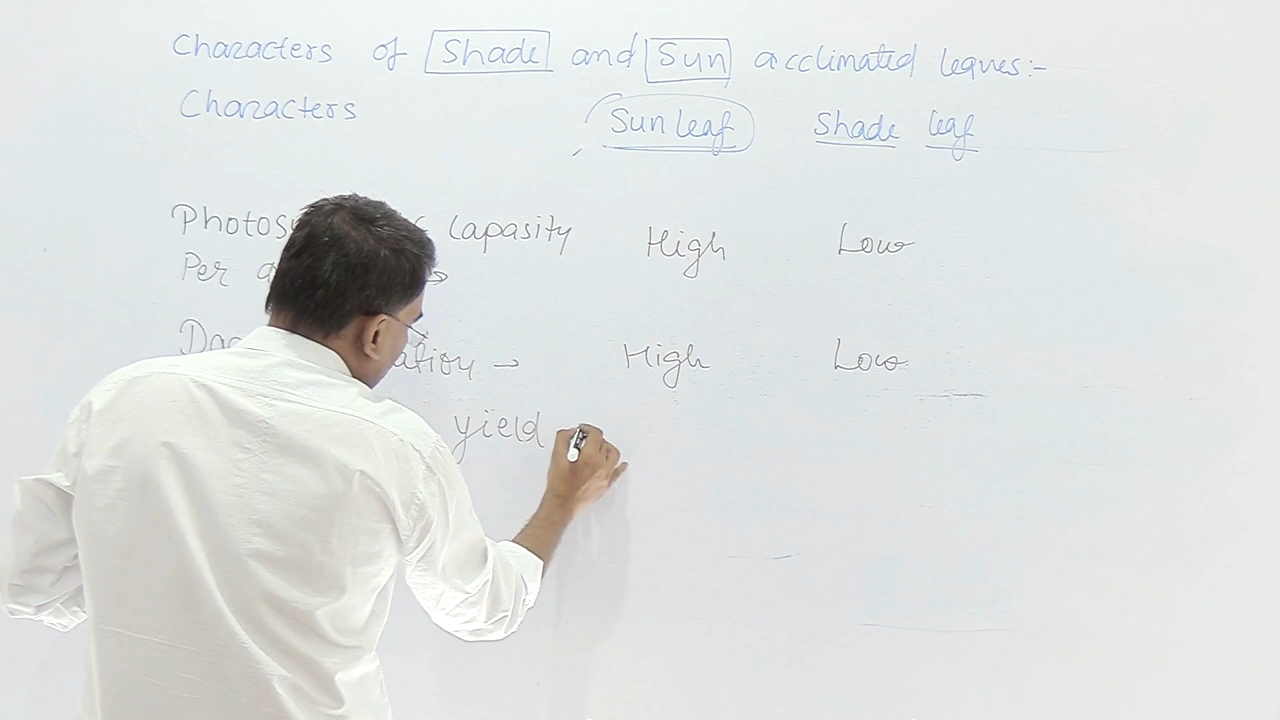 Characters of Shade and Sun acclimated leaves:-
Characters Sun leaf Shade leaf
Capasity High Low
Per →
→ High Low
yield